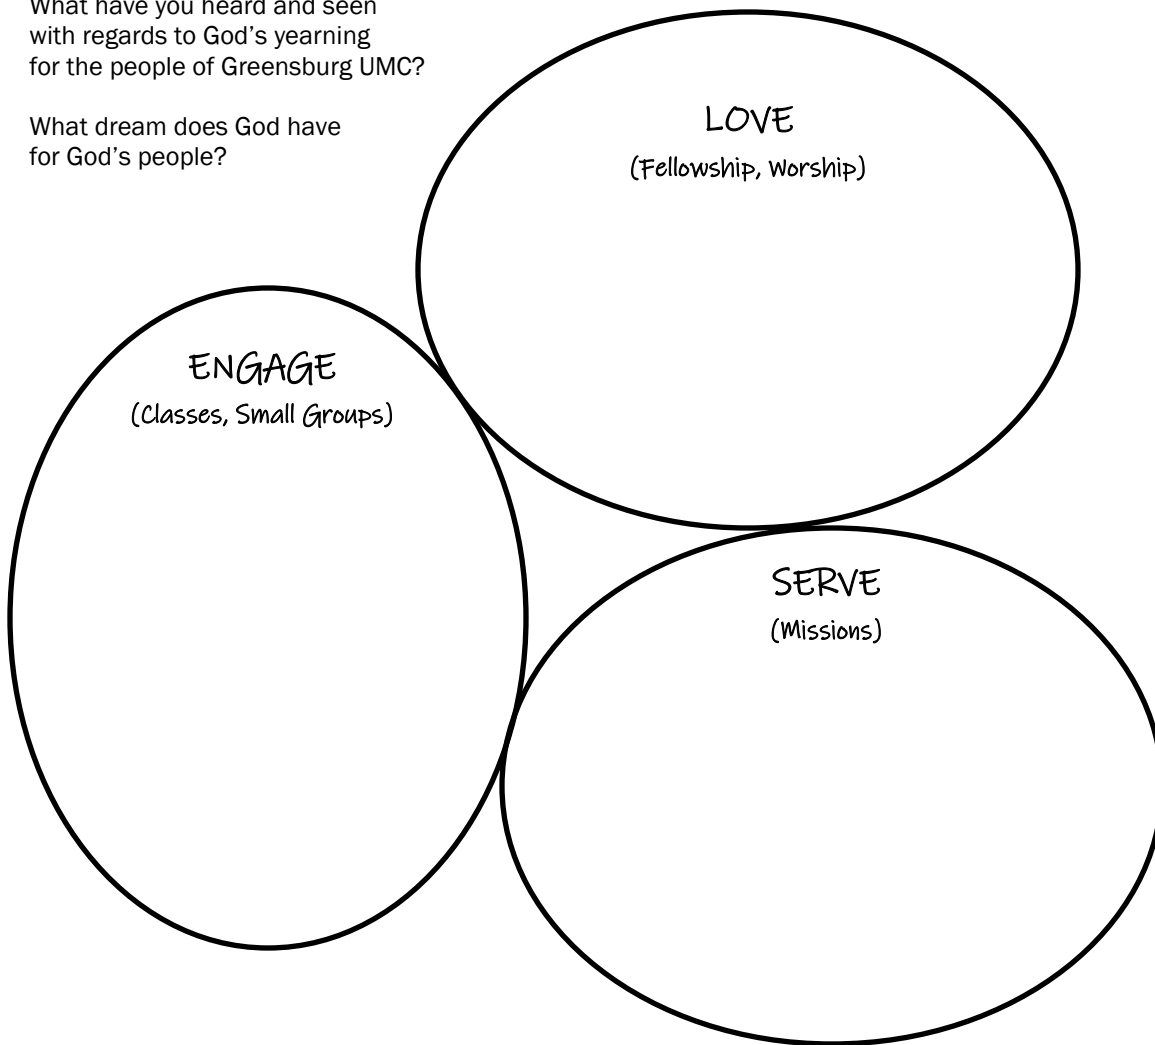 What have you heard and seen
with regards to God's yearning
for the people of Greensburg UMC?
What dream does God have
for God's people?
LOVE
(Fellowship, Worship)
ENGAGE
(Classes, Small Groups)
SERVE
(Missions)